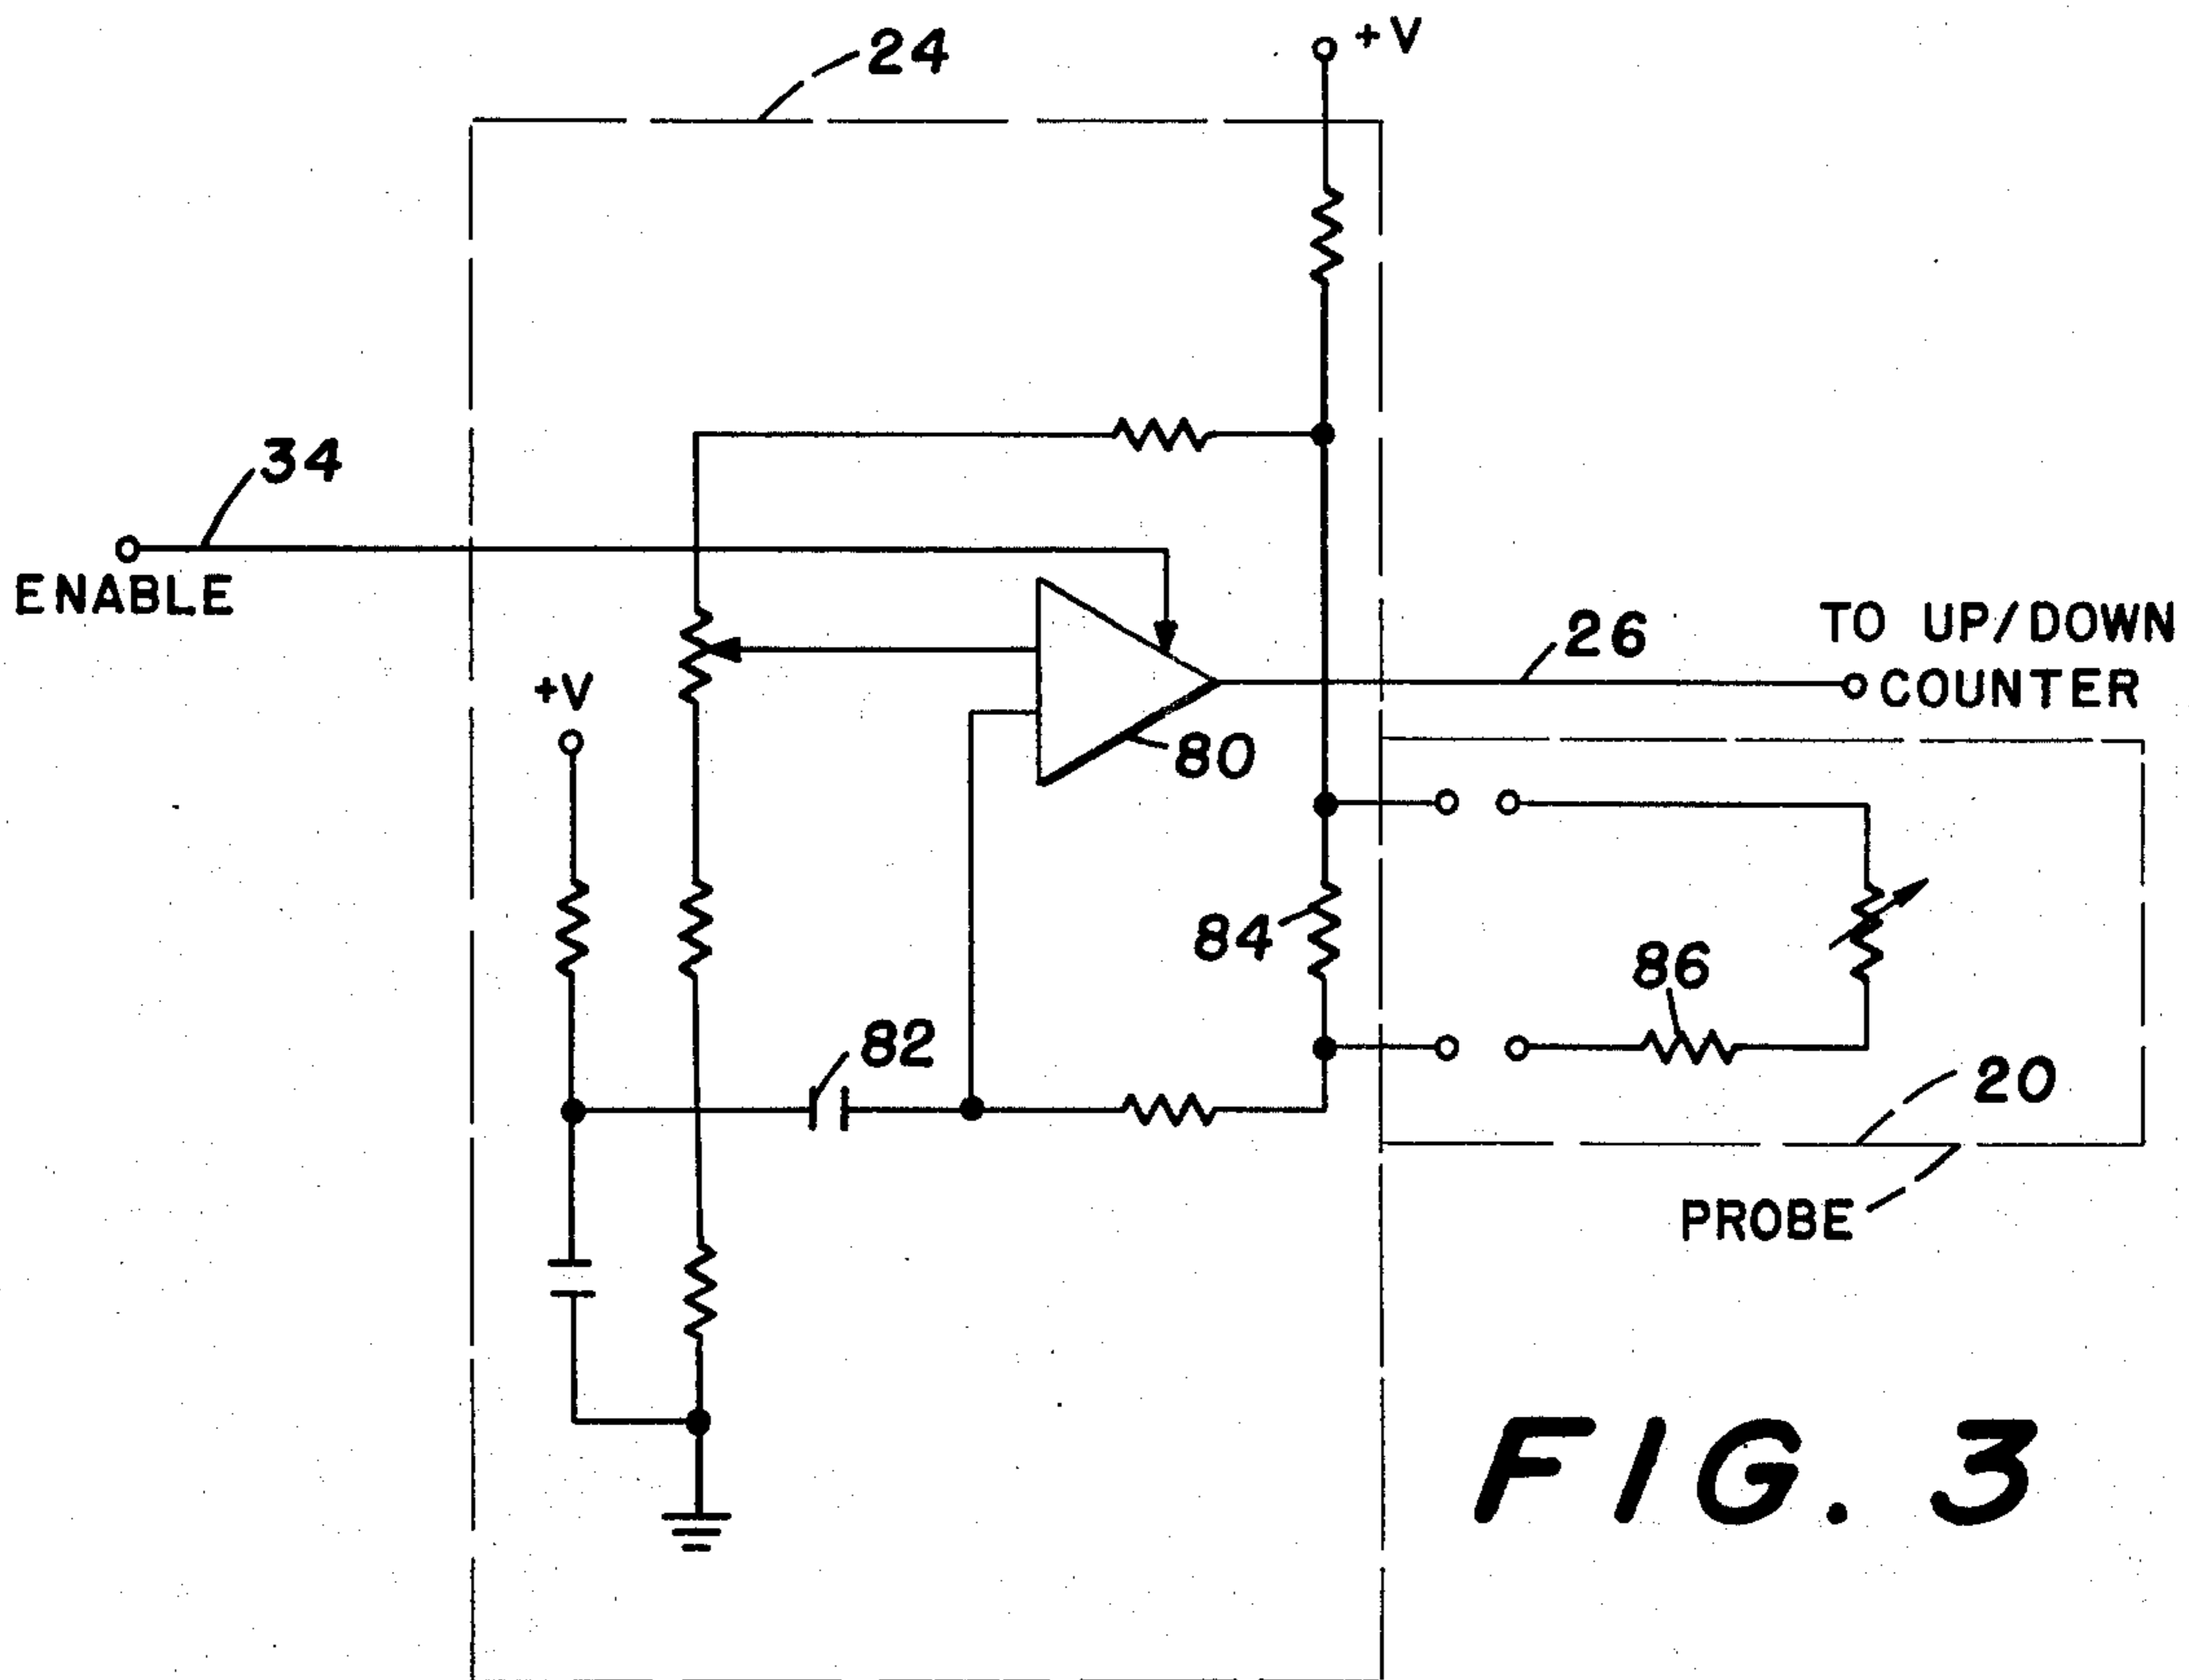 24
+V
34
ENABLE
26
TO UP/DOWN
COUNTER
+V
80
84
86
82
20
PROBE
FIG. 3